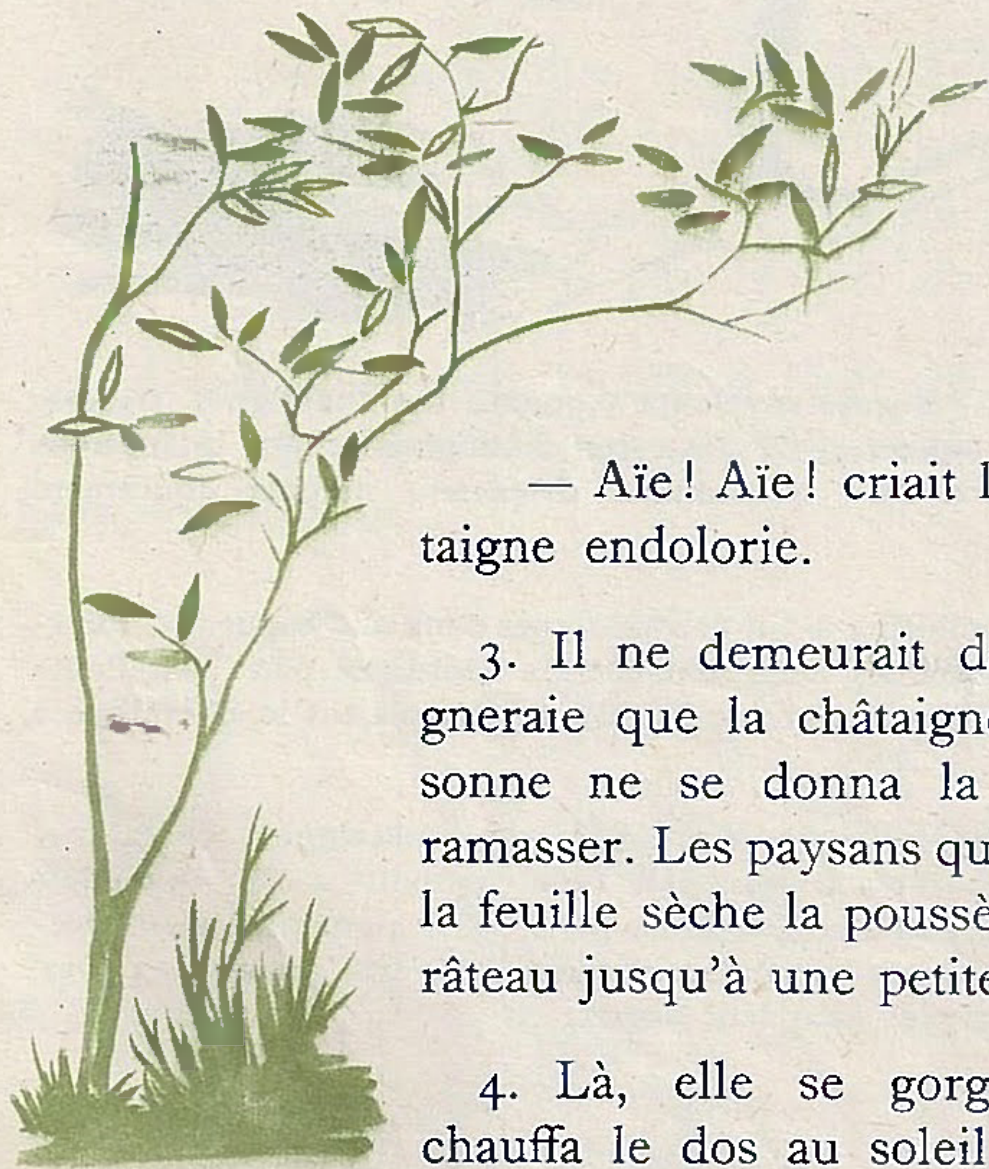 — Aïe! Aïe! criait
taigne endolorie.
3. Il ne demeurait
gneraie que la châtaign
sonne ne se donna la
ramasser. Les paysans qu
la feuille sèche la poussè
râteau jusqu'à une petit
4. Là, elle se gorg
chauffa le dos au soleil